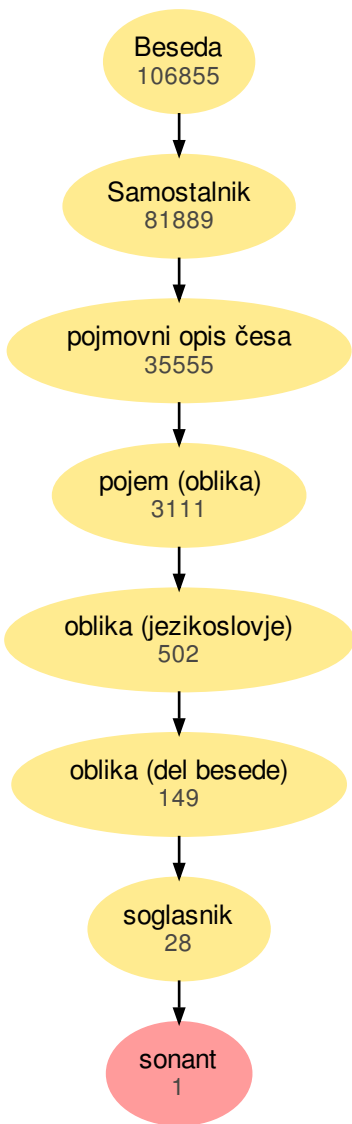 Beseda
106855
Samostalnik
81889
pojmovni opis česa
35555
pojem (oblika)
3111
oblika (jezikoslovje)
502
oblika (del besede)
149
soglasnik
28
sonant
1